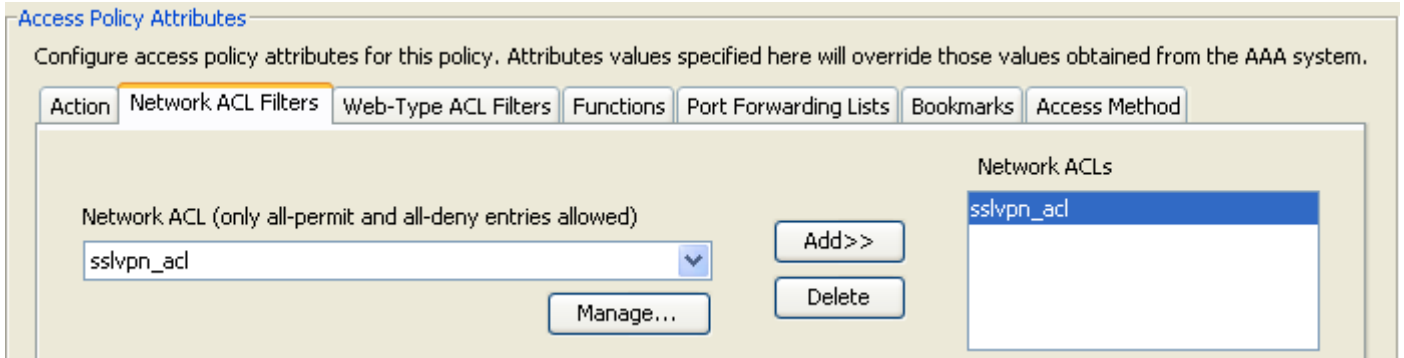 Access Policy Attributes
Configure access policy attributes for this policy. Attributes values specified here will override those values obtained from the AAA system.
Action Network ACL Filters Web-Type ACL Filters Functions Port Forwarding Lists Bookmarks Access Method
Network ACLs
Network ACL (only all-permit and all-deny entries allowed)
sslvpn_acl
Manage...
Add>>
Delete
sslvpn_acl